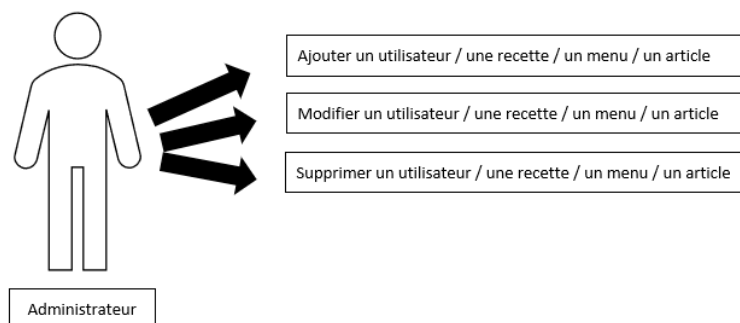 Ajouter un utilisateur / une recette / un menu / un article
Modifier un utilisateur / une recette / un menu / un article
Supprimer un utilisateur / une recette / un menu / un article
Administrateur